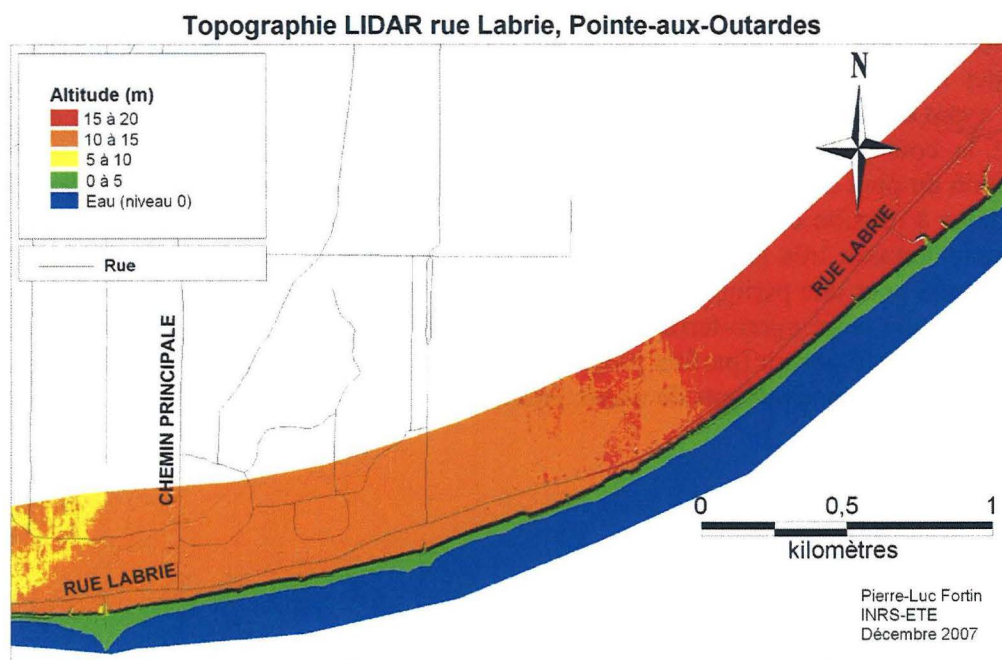 Topographie LIDAR rue Labrie, Pointe-aux-Outardes
Altitude (m)
15 à 20
10 à 15
5 à 10
0 à 5
Eau (niveau 0)
Rue
N
RUE LABRIE
CHEMIN PRINCIPALE
RUE LABRIE
0 0,5 1
kilomètres
Pierre-Luc Fortin
INRS-ETE
Décembre 2007